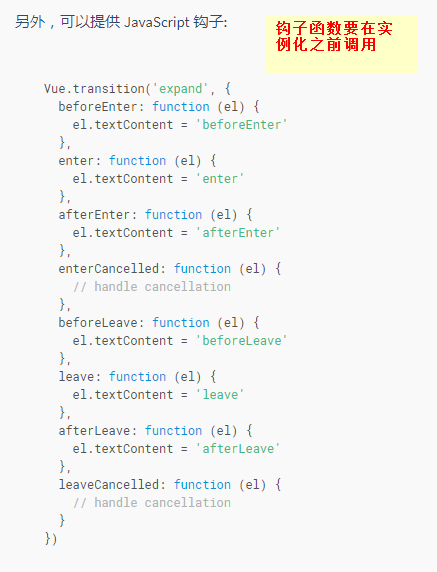 另外，可以提供 JavaScript 钩子:
钩子函数要在实
例化之前调用
Vue.transition('expand', {
  beforeEnter: function (el) {
    el.textContent = 'beforeEnter'
  },
  enter: function (el) {
    el.textContent = 'enter'
  },
  afterEnter: function (el) {
    el.textContent = 'afterEnter'
  },
  enterCancelled: function (el) {
    // handle cancellation
  },
  beforeLeave: function (el) {
    el.textContent = 'beforeLeave'
  },
  leave: function (el) {
    el.textContent = 'leave'
  },
  afterLeave: function (el) {
    el.textContent = 'afterLeave'
  },
  leaveCancelled: function (el) {
    // handle cancellation
  }
})